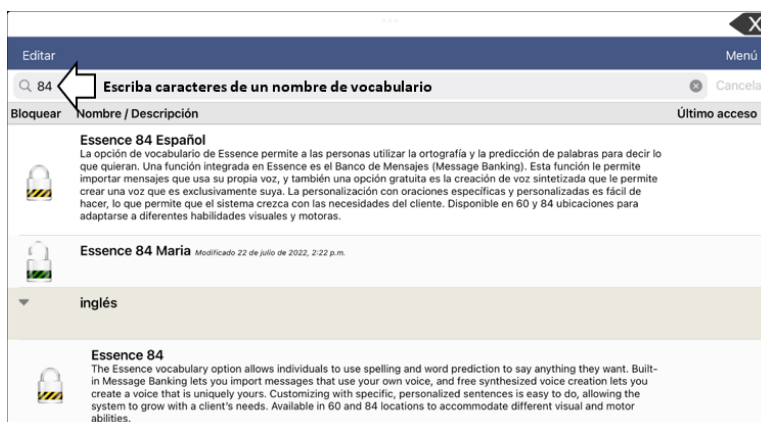 Editar
Menú
84
Escriba caracteres de un nombre de vocabulario
Cancela
Bloquear
Nombre / Descripción
Último acceso
Essence 84 Español
La opción de vocabulario de Essence permite a las personas utilizar la ortografía y la predicción de palabras para decir lo
que quieran. Una función integrada en Essence es el Banco de Mensajes (Message Banking). Esta función le permite
importar mensajes que usa su propia voz, y también una opción gratuita es la creación de voz sintetizada que le permite
crear una voz que es exclusivamente suya. La personalización con oraciones específicas y personalizadas es fácil de
hacer, lo que permite que el sistema crezca con las necesidades del cliente. Disponible en 60 y 84 ubicaciones para
adaptarse a diferentes habilidades visuales y motoras.
Essence 84 Maria Modificado 22 de julio de 2022, 2:22 p.m.
inglés
Essence 84
The Essence vocabulary option allows individuals to use spelling and word prediction to say anything they want. Built-
in Message Banking lets you import messages that use your own voice, and free synthesized voice creation lets you
create a voice that is uniquely yours. Customizing with specific, personalized sentences is easy to do, allowing the
system to grow with a client's needs. Available in 60 and 84 locations to accommodate different visual and motor
abilities.